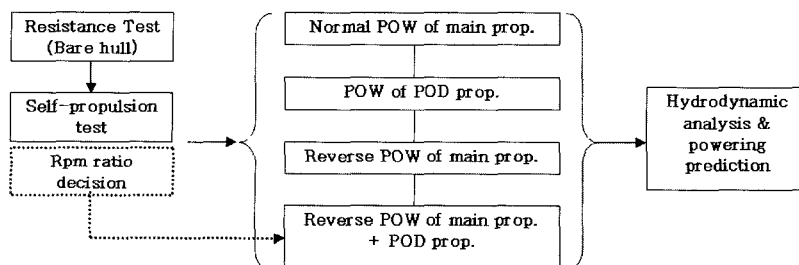 Resistance Test
(Bare hull)
Self-propulsion
test
Rpm ratio
decision
Normal POW of main prop.
POW of POD prop.
Reverse POW of main prop.
Reverse POW of main prop.
+ POD prop.
Hydrodynamic
analysis &
powering
prediction